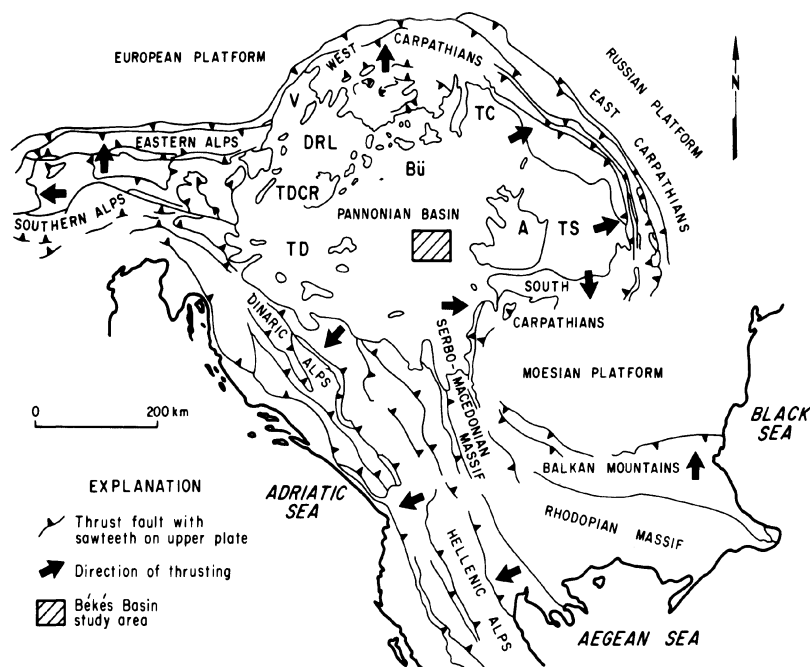 EUROPEAN PLATFORM
WEST CARPATHIANS
RUSSIAN PLATFORM
EAST CARPATHIANS
N
V
TC
EASTERN ALPS
DRL
Bü
TDCR
PANNONIAN BASIN
SOUTHERN ALPS
A
TS
TD
SOUTH
CARPATHIANS
DINARIC
ALPS
SERBO-
MACEDONIAN
MASSIF
MOESIAN PLATFORM
BLACK
SEA
0 200 km
BALKAN MOUNTAINS
EXPLANATION
ADRIATIC
SEA
RHODOPIAN MASSIF
Thrust fault with
sawteeth on upper plate
HELLENIC
ALPS
Direction of thrusting
Békés Basin
study area
AEGEAN SEA